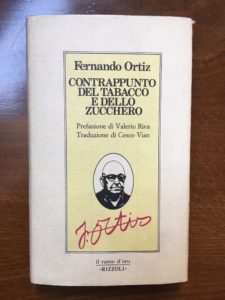 Fernando Ortiz
CONTRAPPUNTO
DEL TABACCO
E DELLO
ZUCCHERO
Prefazione di Valerio Riva
Traduzione di Cesco Vian
F. Ortiz
il ramo d'oro
•RIZZOLI•